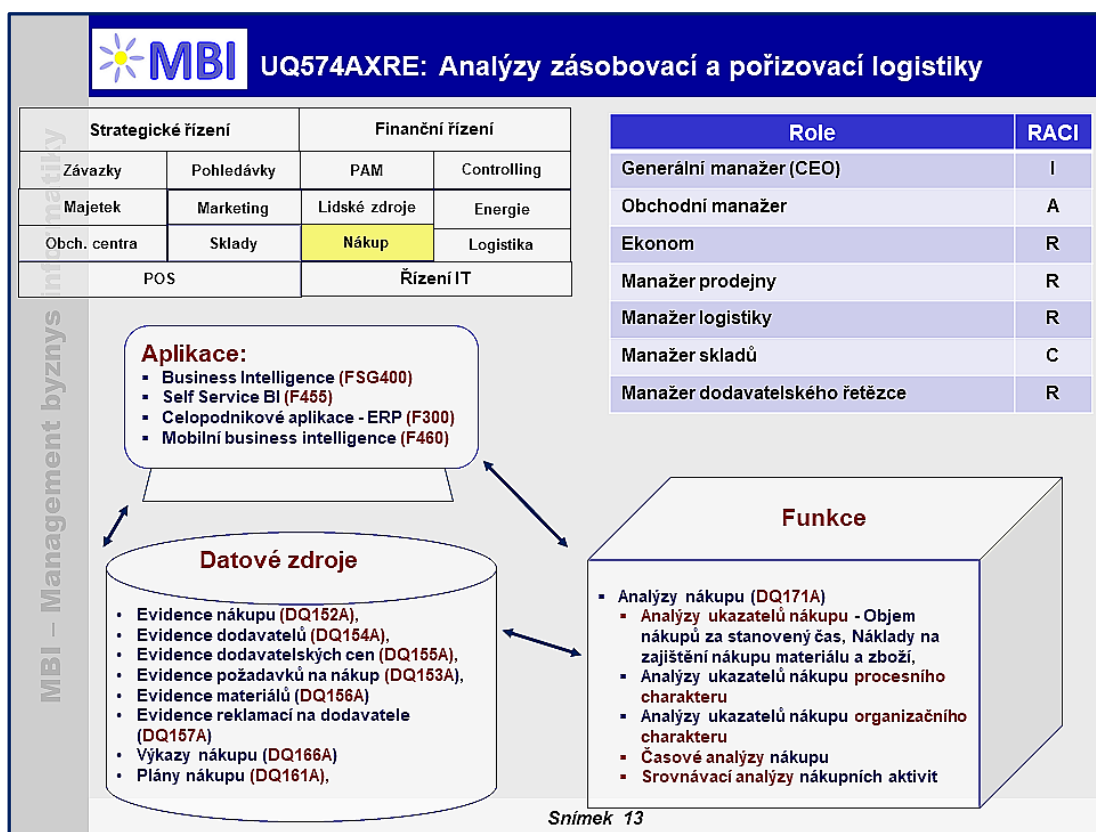 MBI
UQ574AXRE: Analýzy zásobovací a pořizovací logistiky
MBI – Management byznys informatiky
Strategické řízení Finanční řízení
Závazky Pohledávky PAM Controlling
Majetek Marketing Lidské zdroje Energie
Obch. centra Sklady Nákup Logistika
POS Řízení IT
Role RACI
Generální manažer (CEO) I
Obchodní manažer A
Ekonom R
Manažer prodejny R
Manažer logistiky R
Manažer skladů C
Manažer dodavatelského řetězce R
Aplikace:
▪ Business Intelligence (FSG400)
▪ Self Service BI (F455)
▪ Celopodnikové aplikace - ERP (F300)
▪ Mobilní business intelligence (F460)
Datové zdroje
• Evidence nákupu (DQ152A),
• Evidence dodavatelů (DQ154A),
• Evidence dodavatelských cen (DQ155A),
• Evidence požadavků na nákup (DQ153A),
• Evidence materiálů (DQ156A)
• Evidence reklamací na dodavatele
(DQ157A)
• Výkazy nákupu (DQ166A)
• Plány nákupu (DQ161A),
Funkce
▪ Analýzy nákupu (DQ171A)
▪ Analýzy ukazatelů nákupu - Objem
nákupů za stanovený čas, Náklady na
zajištění nákupu materiálu a zboží,
▪ Analýzy ukazatelů nákupu procesního
charakteru
▪ Analýzy ukazatelů nákupu organizačního
charakteru
▪ Časové analýzy nákupu
▪ Srovnávací analýzy nákupních aktivit
Snímek 13